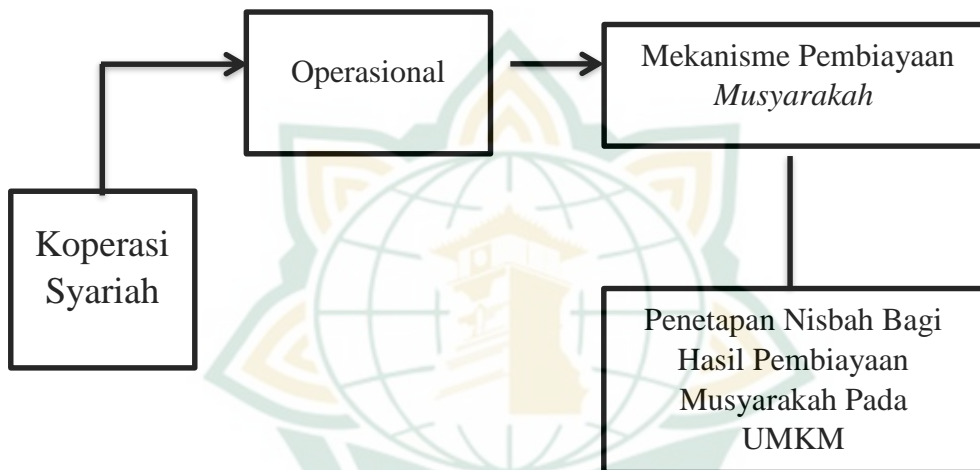 Koperasi
Syariah
Operasional
Mekanisme Pembiayaan
Musyarakah
Penetapan Nisbah Bagi
Hasil Pembiayaan
Musyarakah Pada
UMKM